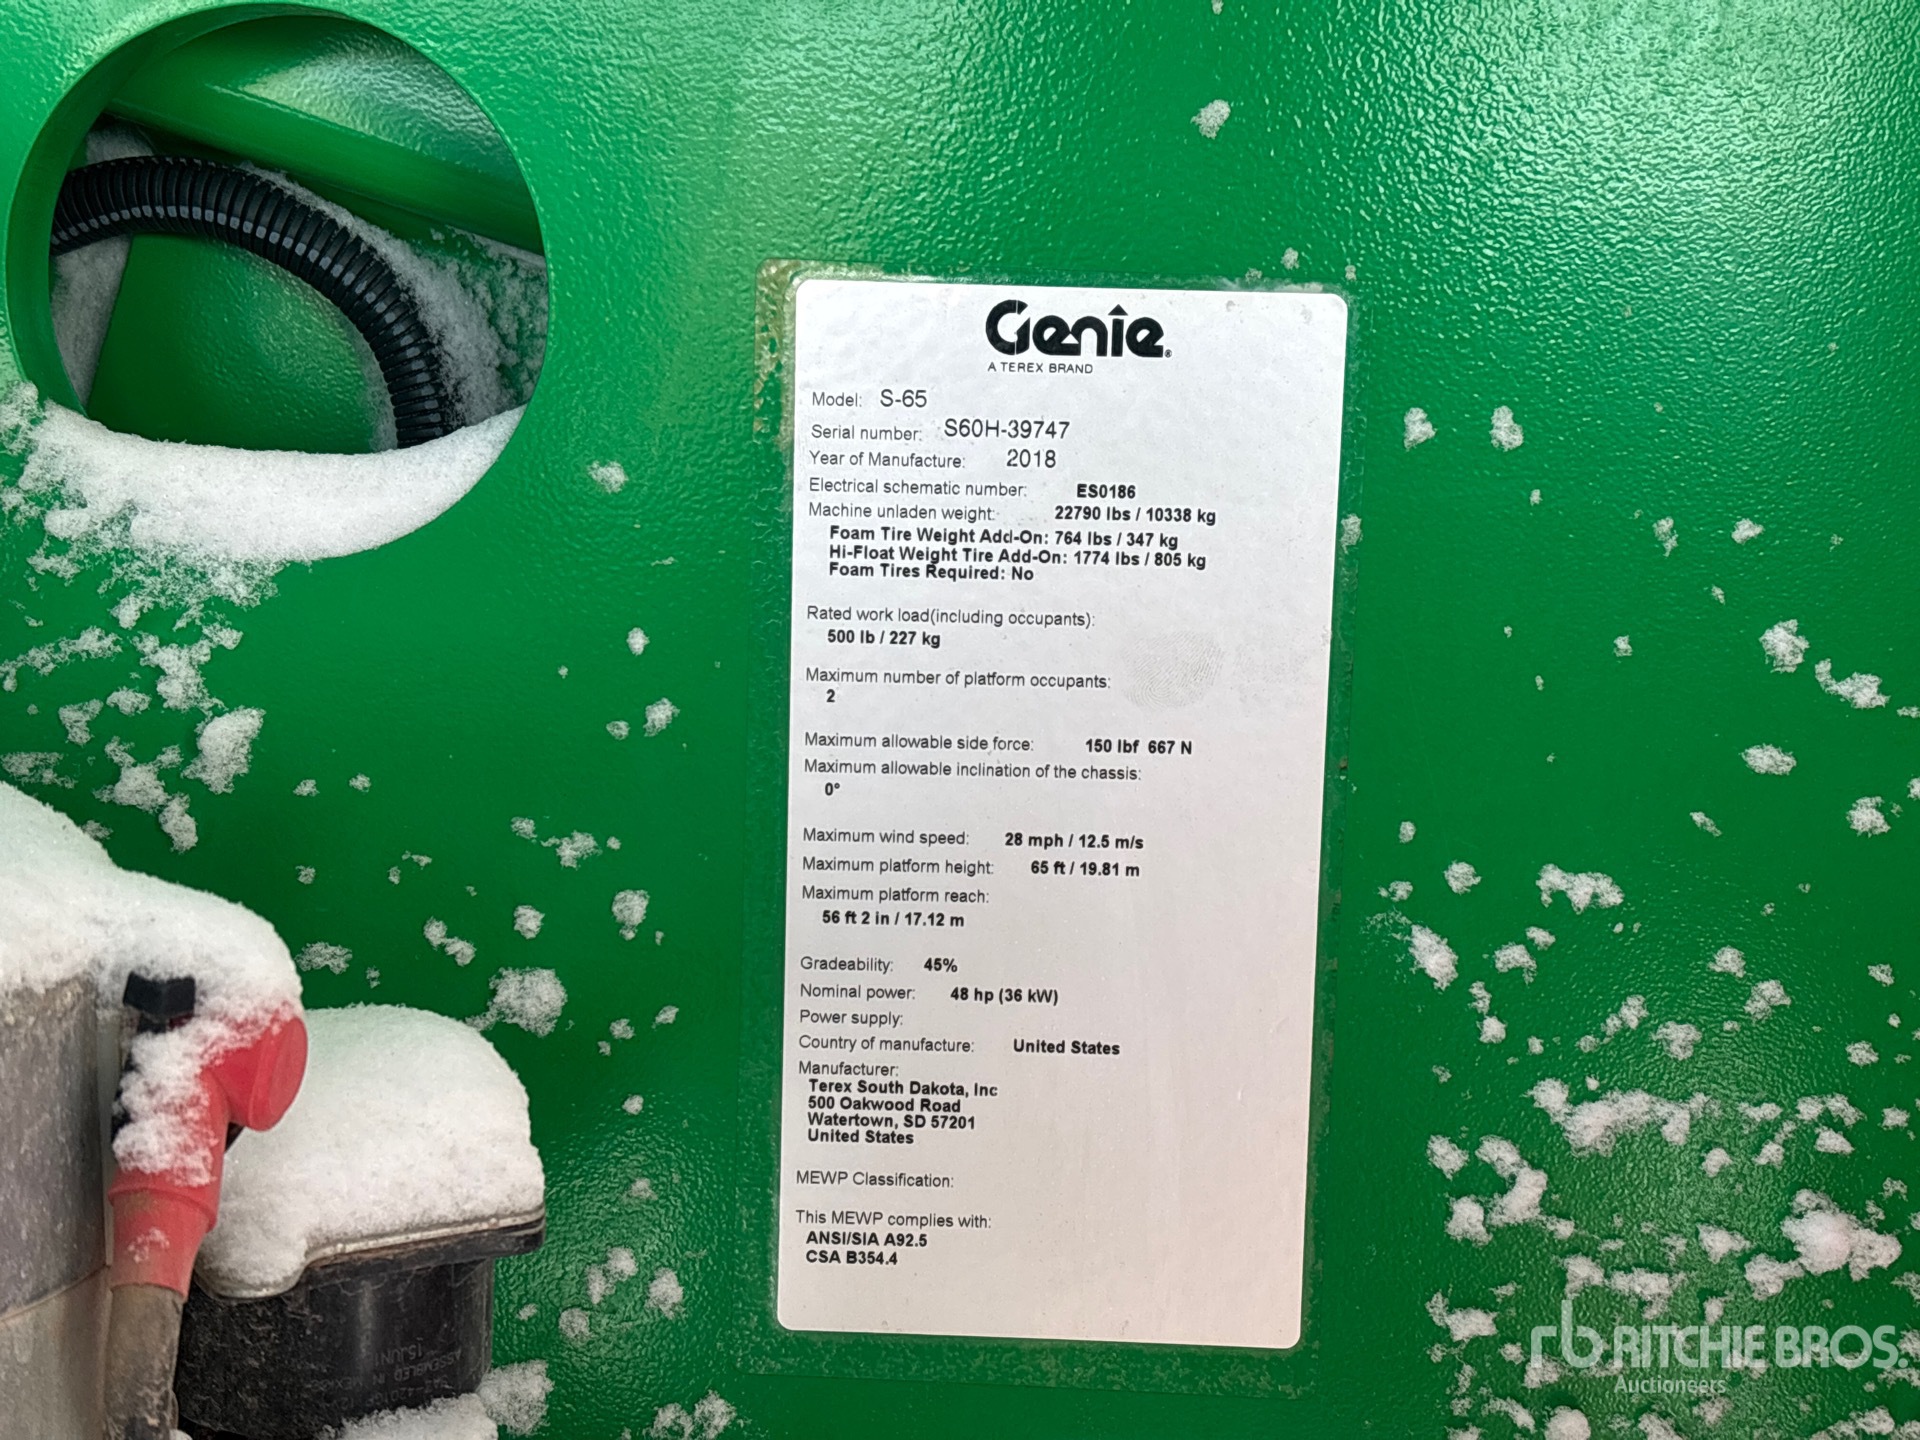 Genie®
A TEREX BRAND
Model: S-65
Serial number: S60H-39747
Year of Manufacture: 2018
Electrical schematic number: ES0186
Machine unladen weight: 22790 lbs / 10338 kg
Foam Tire Weight Add-On: 764 lbs / 347 kg
Hi-Float Weight Tire Add-On: 1774 lbs / 805 kg
Foam Tires Required: No
Rated work load(including occupants):
500 lb / 227 kg
Maximum number of platform occupants:
2
Maximum allowable side force: 150 lbf 667 N
Maximum allowable inclination of the chassis:
0°
Maximum wind speed: 28 mph / 12.5 m/s
Maximum platform height: 65 ft / 19.81 m
Maximum platform reach:
56 ft 2 in / 17.12 m
Gradeability: 45%
Nominal power: 48 hp (36 kW)
Power supply:
Country of manufacture: United States
Manufacturer:
Terex South Dakota, Inc
500 Oakwood Road
Watertown, SD 57201
United States
MEWP Classification:
This MEWP complies with:
ANSI/SIA A92.5
CSA B354.4
ASSEMBLED IN MEXICO
rb RITCHIE BROS.
Auctioneers